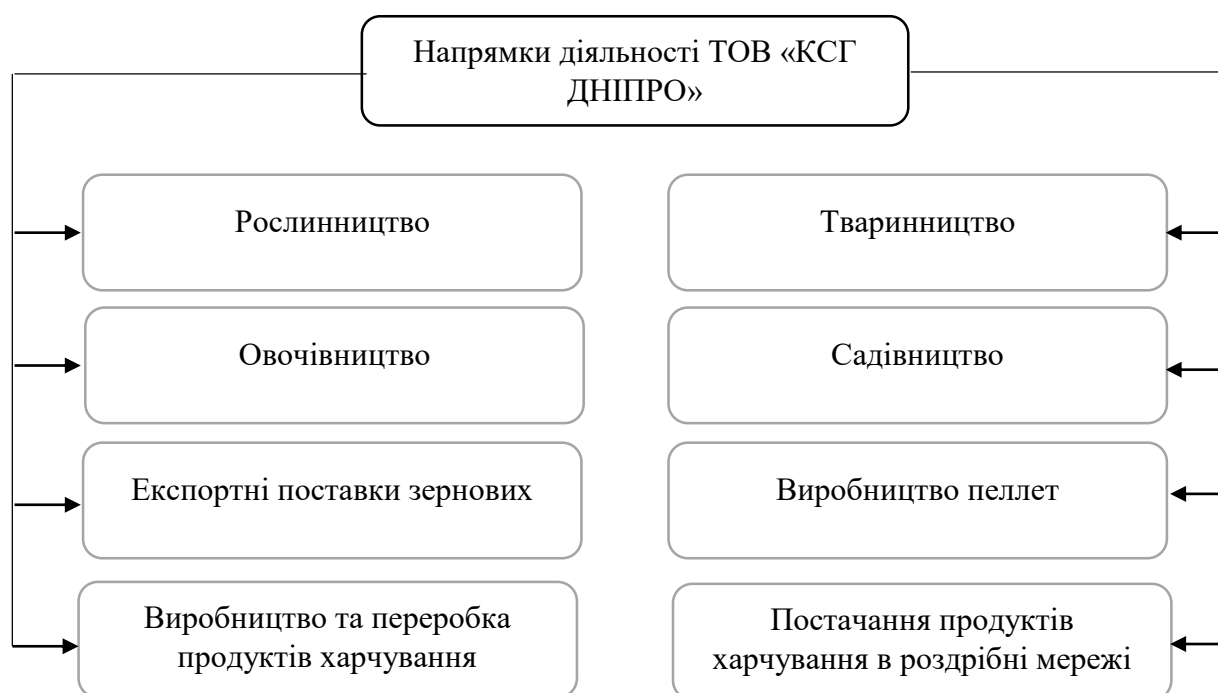 Напрямки діяльності ТОВ «КСГ
ДНІПРО»
Рослинництво
Тваринництво
Овочівництво
Садівництво
Експортні поставки зернових
Виробництво пеллет
Виробництво та переробка
продуктів харчування
Постачання продуктів
харчування в роздрібні мережі